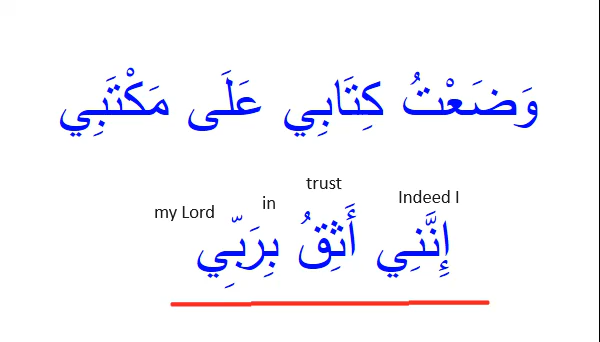 وَضَعْتُ كِتَابِي عَلَى مَكْتَبِي
my Lord in trust Indeed I
إِنَّنِي أَثِقُ بِرَبِّي